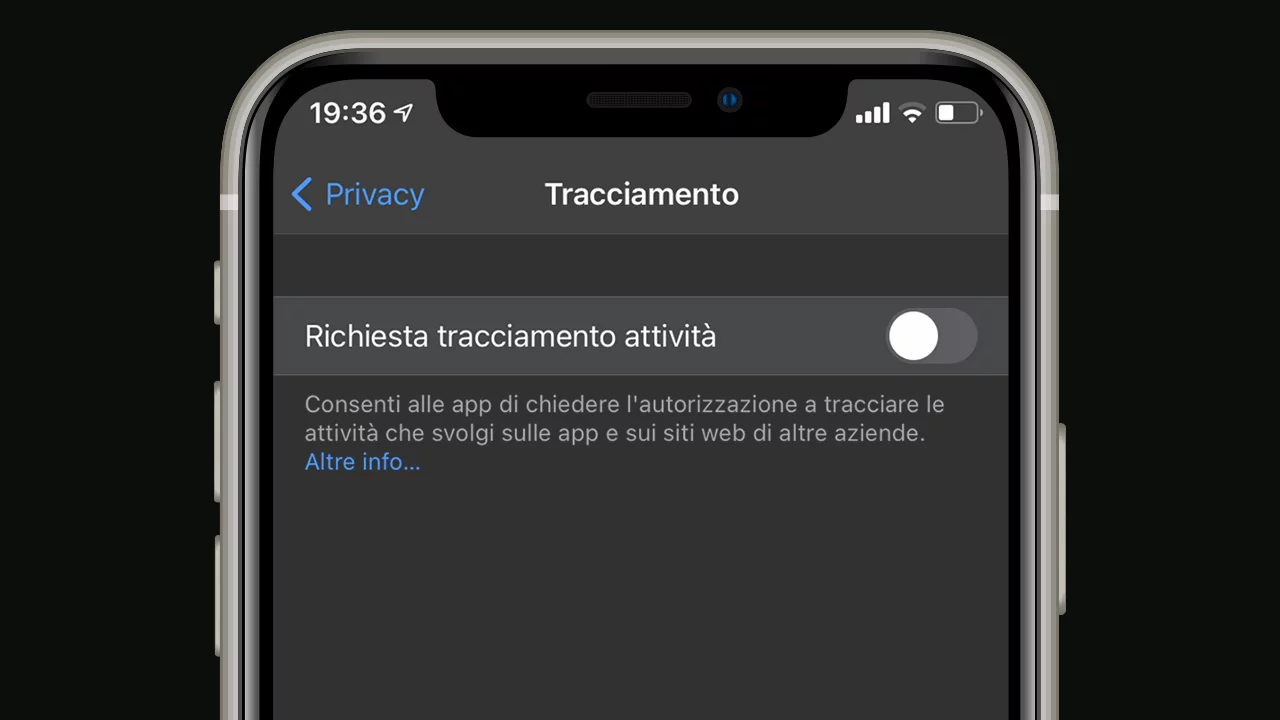 19:36
Privacy
Tracciamento
Richiesta tracciamento attività
Consenti alle app di chiedere l'autorizzazione a tracciare le
attività che svolgi sulle app e sui siti web di altre aziende.
Altre info...